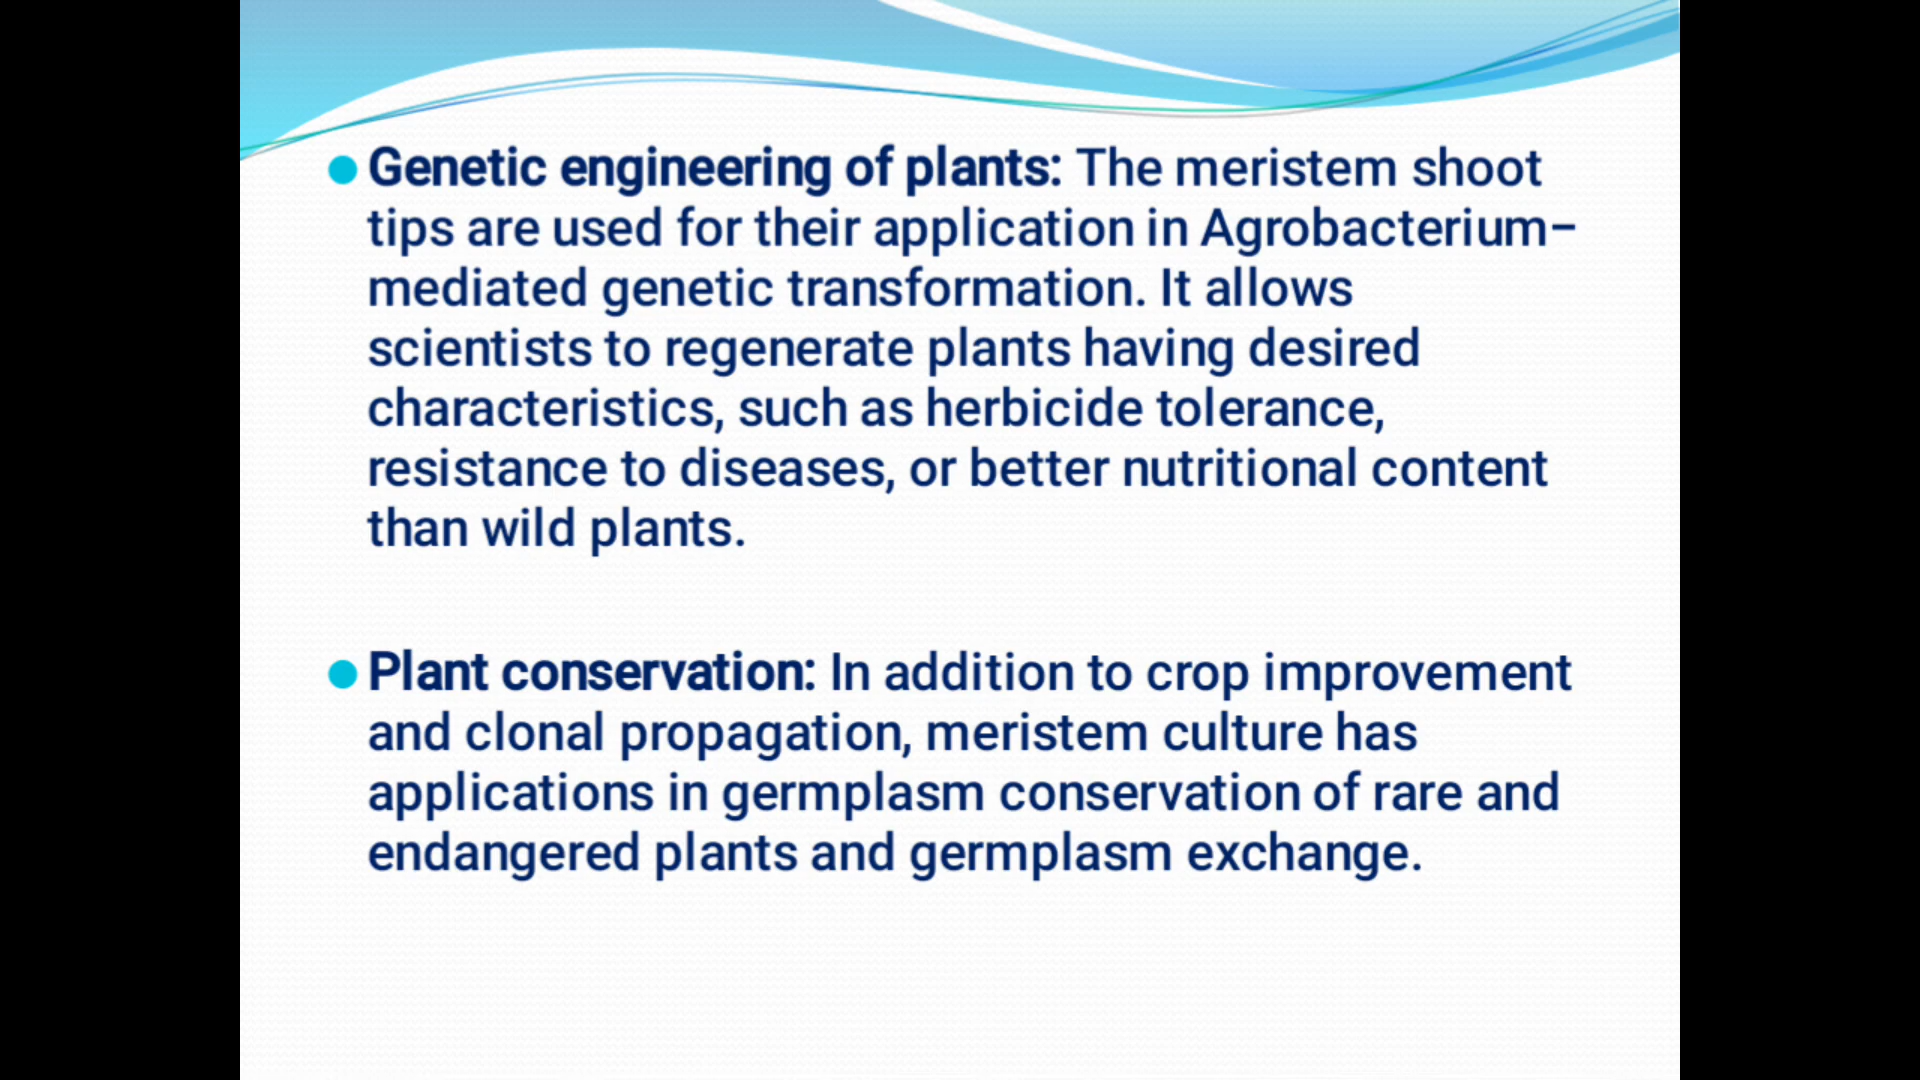 Genetic engineering of plants: The meristem shoot
tips are used for their application in Agrobacterium–
mediated genetic transformation. It allows
scientists to regenerate plants having desired
characteristics, such as herbicide tolerance,
resistance to diseases, or better nutritional content
than wild plants.
Plant conservation: In addition to crop improvement
and clonal propagation, meristem culture has
applications in germplasm conservation of rare and
endangered plants and germplasm exchange.